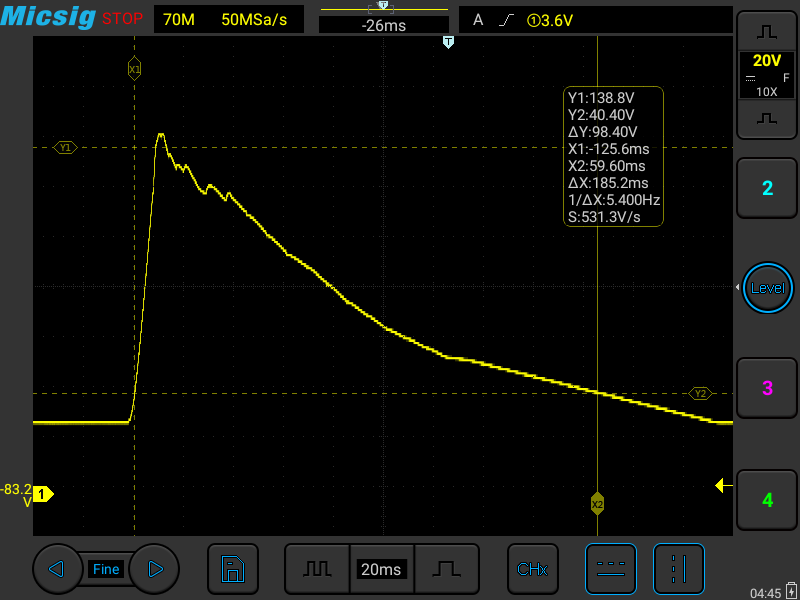 Micsig STOP 70M 50MSa/s T -26ms A ①3.6V
T
X1
20V
F
10X
Y1
Y1:138.8V
Y2:40.40V
ΔY:98.40V
X1:-125.6ms
X2:59.60ms
ΔX:185.2ms
1/ΔX:5.400Hz
S:531.3V/s
2
Level
3
Y2
-83.2
V
1
X2
4
Fine
20ms
CHx
04:45